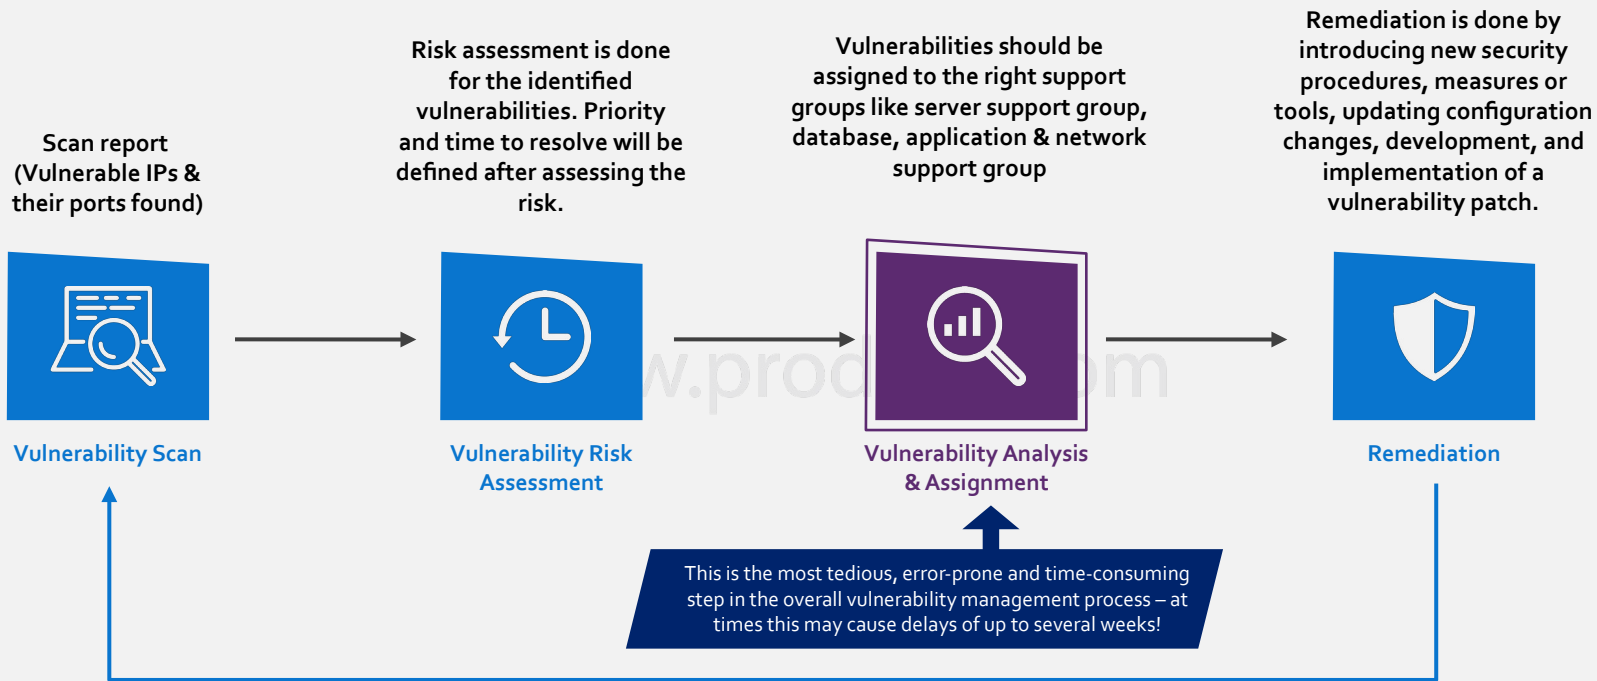 Scan report
(Vulnerable IPs &
their ports found)
Risk assessment is done
for the identified
vulnerabilities. Priority
and time to resolve will be
defined after assessing the
risk.
Vulnerabilities should be
assigned to the right support
groups like server support group,
database, application & network
support group
Remediation is done by
introducing new security
procedures, measures or
tools, updating configuration
changes, development, and
implementation of a
vulnerability patch.
Vulnerability Scan
Vulnerability Risk
Assessment
Vulnerability Analysis
& Assignment
Remediation
This is the most tedious, error-prone and time-consuming
step in the overall vulnerability management process – at
times this may cause delays of up to several weeks!